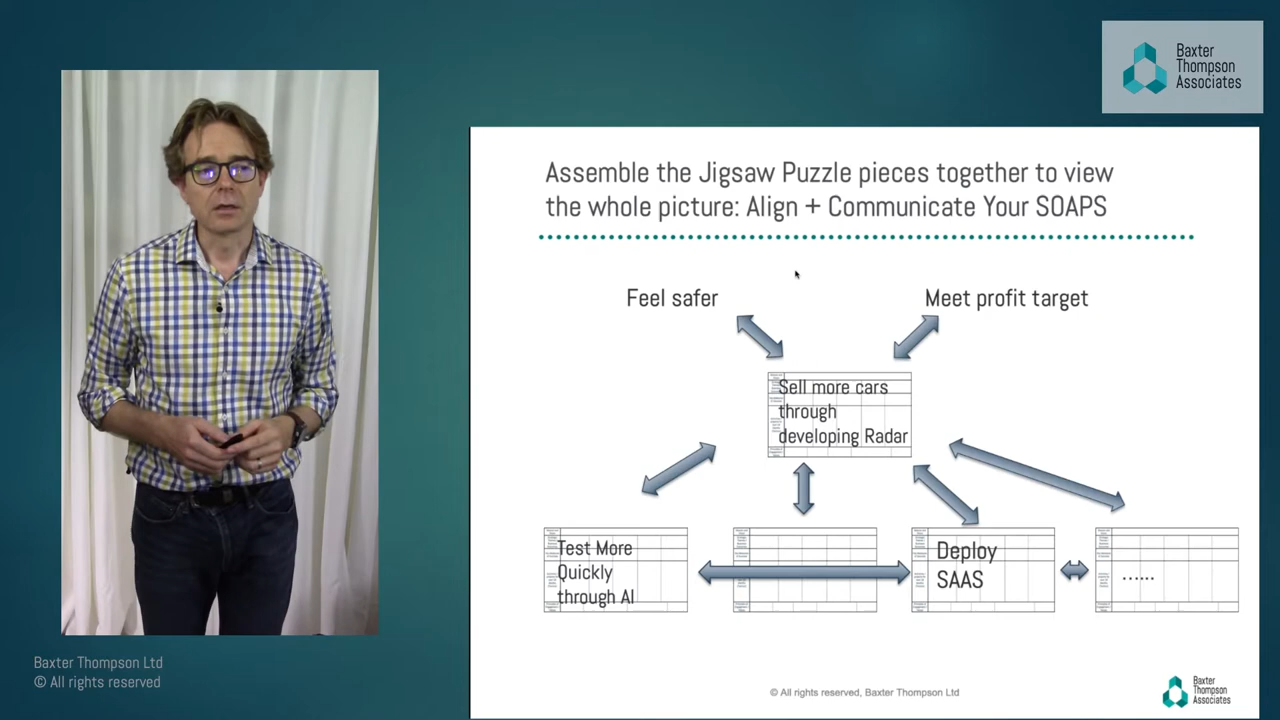 Baxter
Thompson
Associates
Assemble the Jigsaw Puzzle pieces together to view
the whole picture: Align + Communicate Your SOAPS
Feel safer
Meet profit target
Sell more cars
through
developing Radar
Test More
Quickly
through AI
Deploy
SAAS
......
Baxter Thompson Ltd
© All rights reserved
© All rights reserved, Baxter Thompson Ltd
Baxter
Thompson
Associates